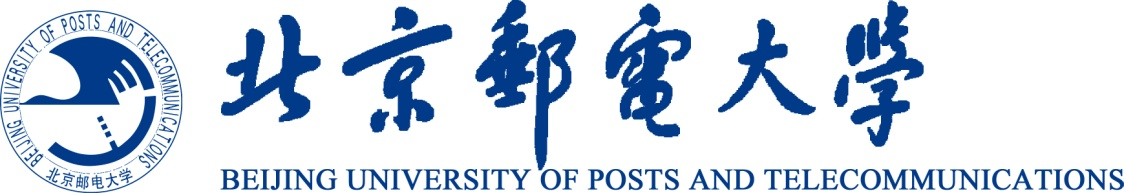 BEIJING UNIVERSITY OF POSTS AND TELECOMMUNICATIONS
北京邮电大学
北京郵電大學
BEIJING UNIVERSITY OF POSTS AND TELECOMMUNICATIONS